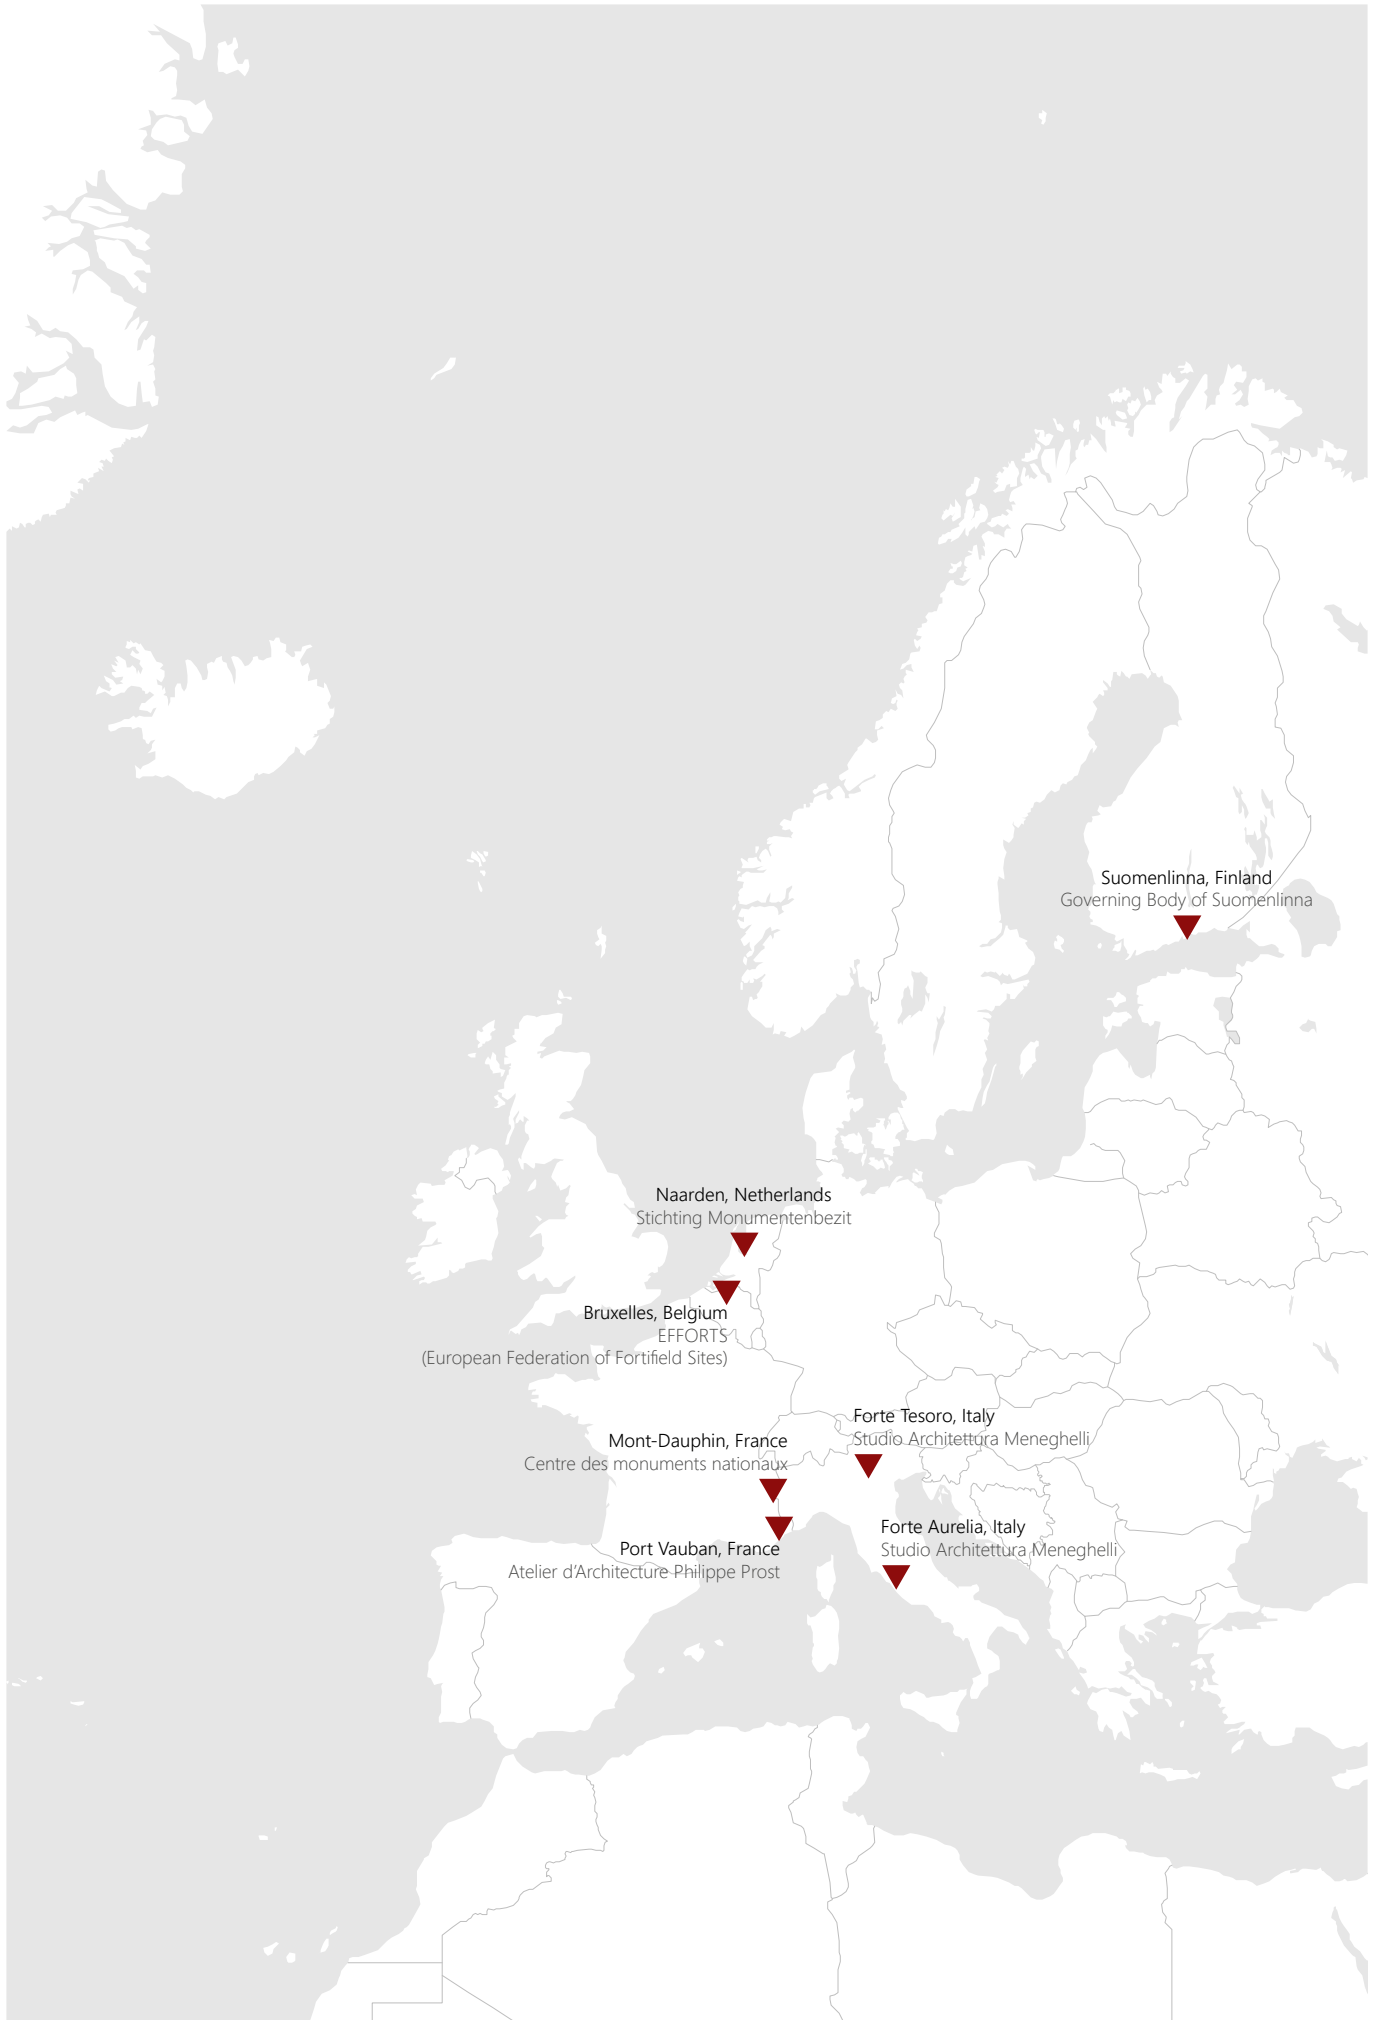 Suomenlinna, Finland
Governing Body of Suomenlinna
Naarden, Netherlands
Stichting Monumentenbezit
Bruxelles, Belgium
EFFORTS
(European Federation of Fortifield Sites)
Forte Tesoro, Italy
Studio Architettura Meneghelli
Mont-Dauphin, France
Centre des monuments nationaux
Forte Aurelia, Italy
Studio Architettura Meneghelli
Port Vauban, France
Atelier d'Architecture Philippe Prost